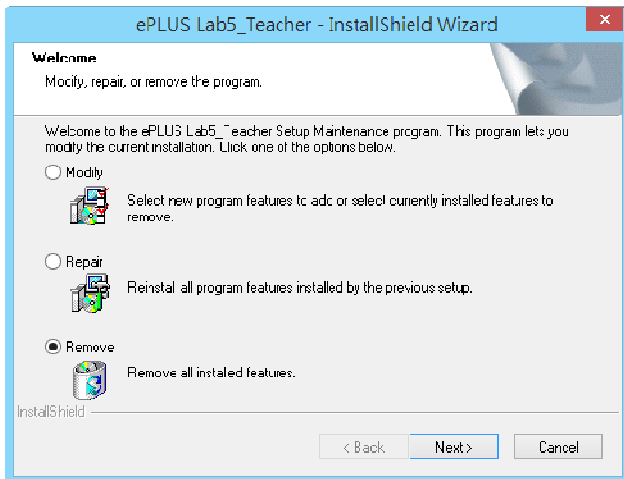 ePLUS Lab5_Teacher - InstallShield Wizard
Welcome
Modify, repair, or remove the program.
Welcome to the ePLUS Lab5_Teacher Setup Maintenance program. This program lets you
modify the current installation. Click one of the options below.
Modify
Select new program features to add or select currently installed features to
remove.
Repair
Reinstall all program features installed by the previous setup.
Remove
Remove all installed features.
InstallShield
< Back
Next >
Cancel